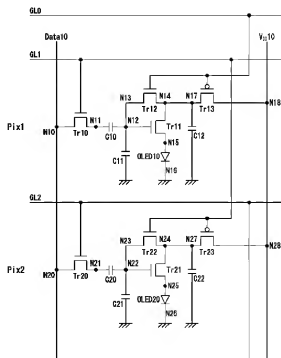 GL0
Data10
VS10
GL1
N13
N14
N17
Tr12
Tr13
N18
Pix1
N11
N12
Tr11
N10
Tr10
C10
N15
C12
C11
OLED10
N16
GL2
N23
N24
N27
Tr22
Tr23
N28
Pix2
N21
N22
Tr21
N20
Tr20
C20
N25
C22
C21
OLED20
N26